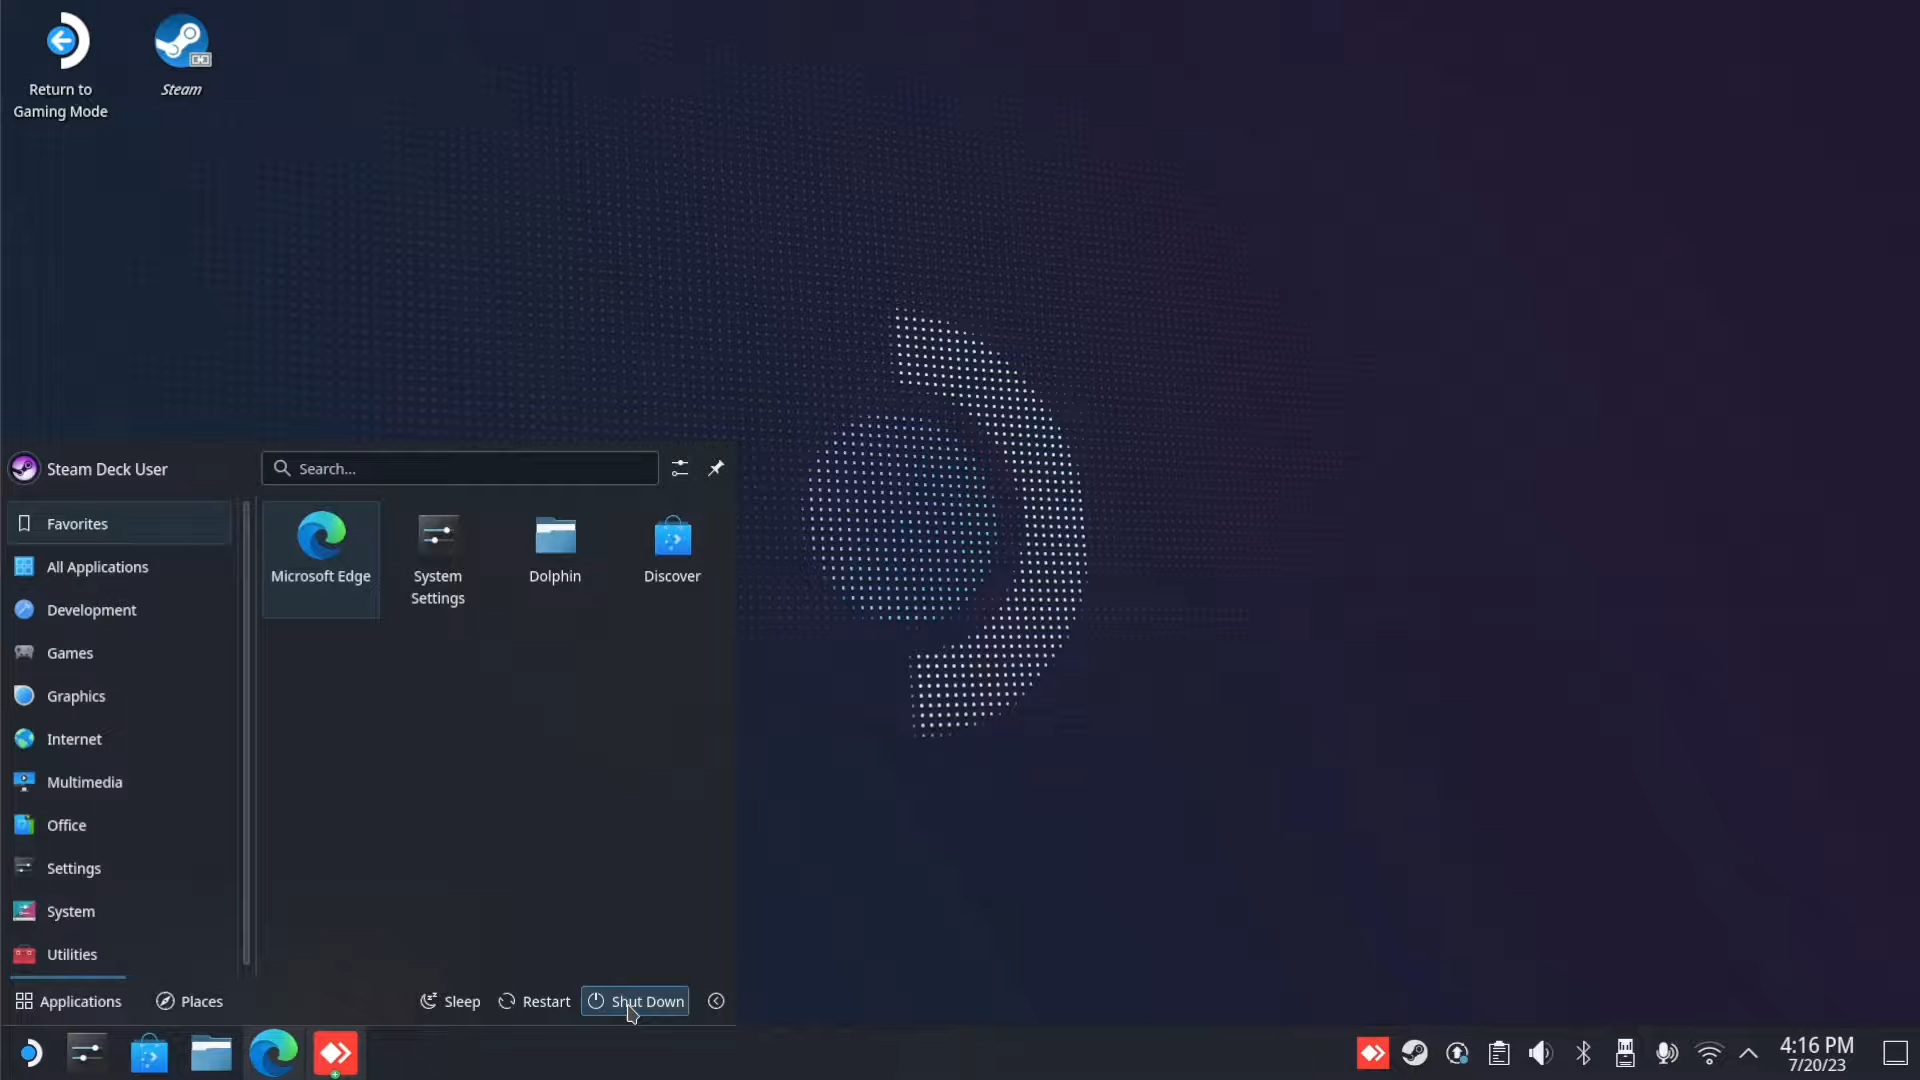 Return to
Gaming Mode
Steam
Steam Deck User
Search...
Favorites
All Applications
Development
Games
Graphics
Internet
Multimedia
Office
Settings
System
Utilities
Microsoft Edge
System
Settings
Dolphin
Discover
Applications
Places
Sleep
Restart
Shut Down
4:16 PM
7/20/23